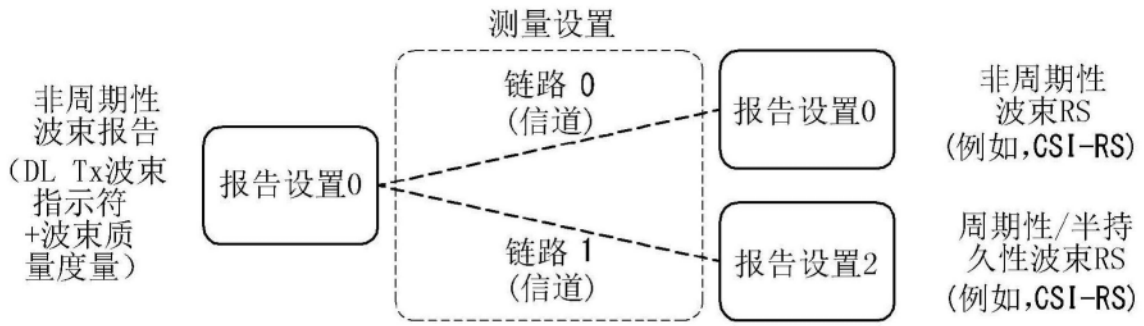 测量设置
非周期性
波束报告
(DL Tx波束
指示符
+波束质
量度量)
报告设置0
链路 0
(信道)
链路 1
(信道)
报告设置0
非周期性
波束RS
(例如,CSI-RS)
报告设置2
周期性/半持
久性波束RS
(例如,CSI-RS)